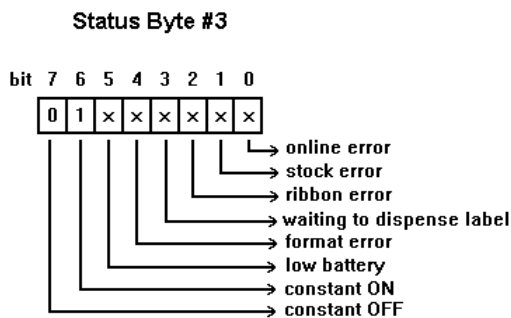 Status Byte #3
bit 7 6 5 4 3 2 1 0
0 1 x x x x x x
online error
stock error
ribbon error
waiting to dispense label
format error
low battery
constant ON
constant OFF